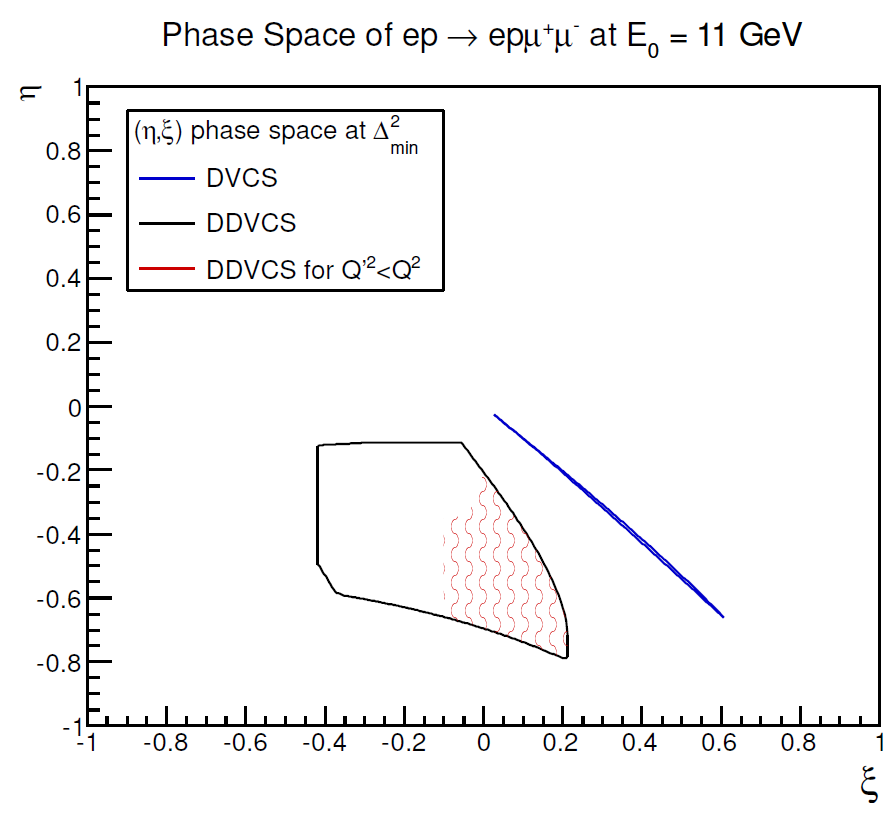 Phase Space of ep → epμ⁺μ⁻ at E₀ = 11 GeV
η
(η,ξ) phase space at Δ²min
DVCS
DDVCS
DDVCS for Q'²<Q²
1
0.8
0.6
0.4
0.2
0
-0.2
-0.4
-0.6
-0.8
-1
-1 -0.8 -0.6 -0.4 -0.2 0 0.2 0.4 0.6 0.8 1
ξ